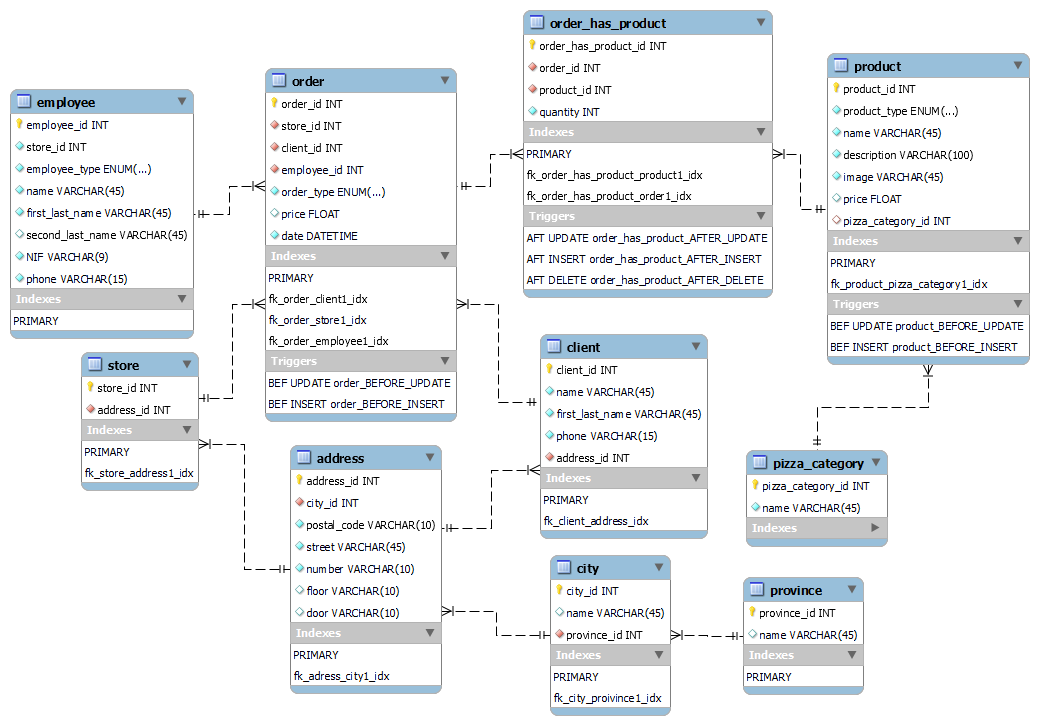 employee
employee_id INT
store_id INT
employee_type ENUM(...)
name VARCHAR(45)
first_last_name VARCHAR(45)
second_last_name VARCHAR(45)
NIF VARCHAR(9)
phone VARCHAR(15)
Indexes
PRIMARY
order
order_id INT
store_id INT
client_id INT
employee_id INT
order_type ENUM(...)
price FLOAT
date DATETIME
Indexes
PRIMARY
fk_order_client1_idx
fk_order_store1_idx
fk_order_employee1_idx
Triggers
BEF UPDATE order_BEFORE_UPDATE
BEF INSERT order_BEFORE_INSERT
order_has_product
order_has_product_id INT
order_id INT
product_id INT
quantity INT
Indexes
PRIMARY
fk_order_has_product_product1_idx
fk_order_has_product_order1_idx
Triggers
AFT UPDATE order_has_product_AFTER_UPDATE
AFT INSERT order_has_product_AFTER_INSERT
AFT DELETE order_has_product_AFTER_DELETE
product
product_id INT
product_type ENUM(...)
name VARCHAR(45)
description VARCHAR(100)
image VARCHAR(45)
price FLOAT
pizza_category_id INT
Indexes
PRIMARY
fk_product_pizza_category1_idx
Triggers
BEF UPDATE product_BEFORE_UPDATE
BEF INSERT product_BEFORE_INSERT
store
store_id INT
address_id INT
Indexes
PRIMARY
fk_store_address1_idx
client
client_id INT
name VARCHAR(45)
first_last_name VARCHAR(45)
phone VARCHAR(15)
address_id INT
Indexes
PRIMARY
fk_client_address_idx
address
address_id INT
city_id INT
postal_code VARCHAR(10)
street VARCHAR(45)
number VARCHAR(10)
floor VARCHAR(10)
door VARCHAR(10)
Indexes
PRIMARY
fk_adress_city1_idx
pizza_category
pizza_category_id INT
name VARCHAR(45)
Indexes
city
city_id INT
name VARCHAR(45)
province_id INT
Indexes
PRIMARY
fk_city_proivince1_idx
province
province_id INT
name VARCHAR(45)
Indexes
PRIMARY